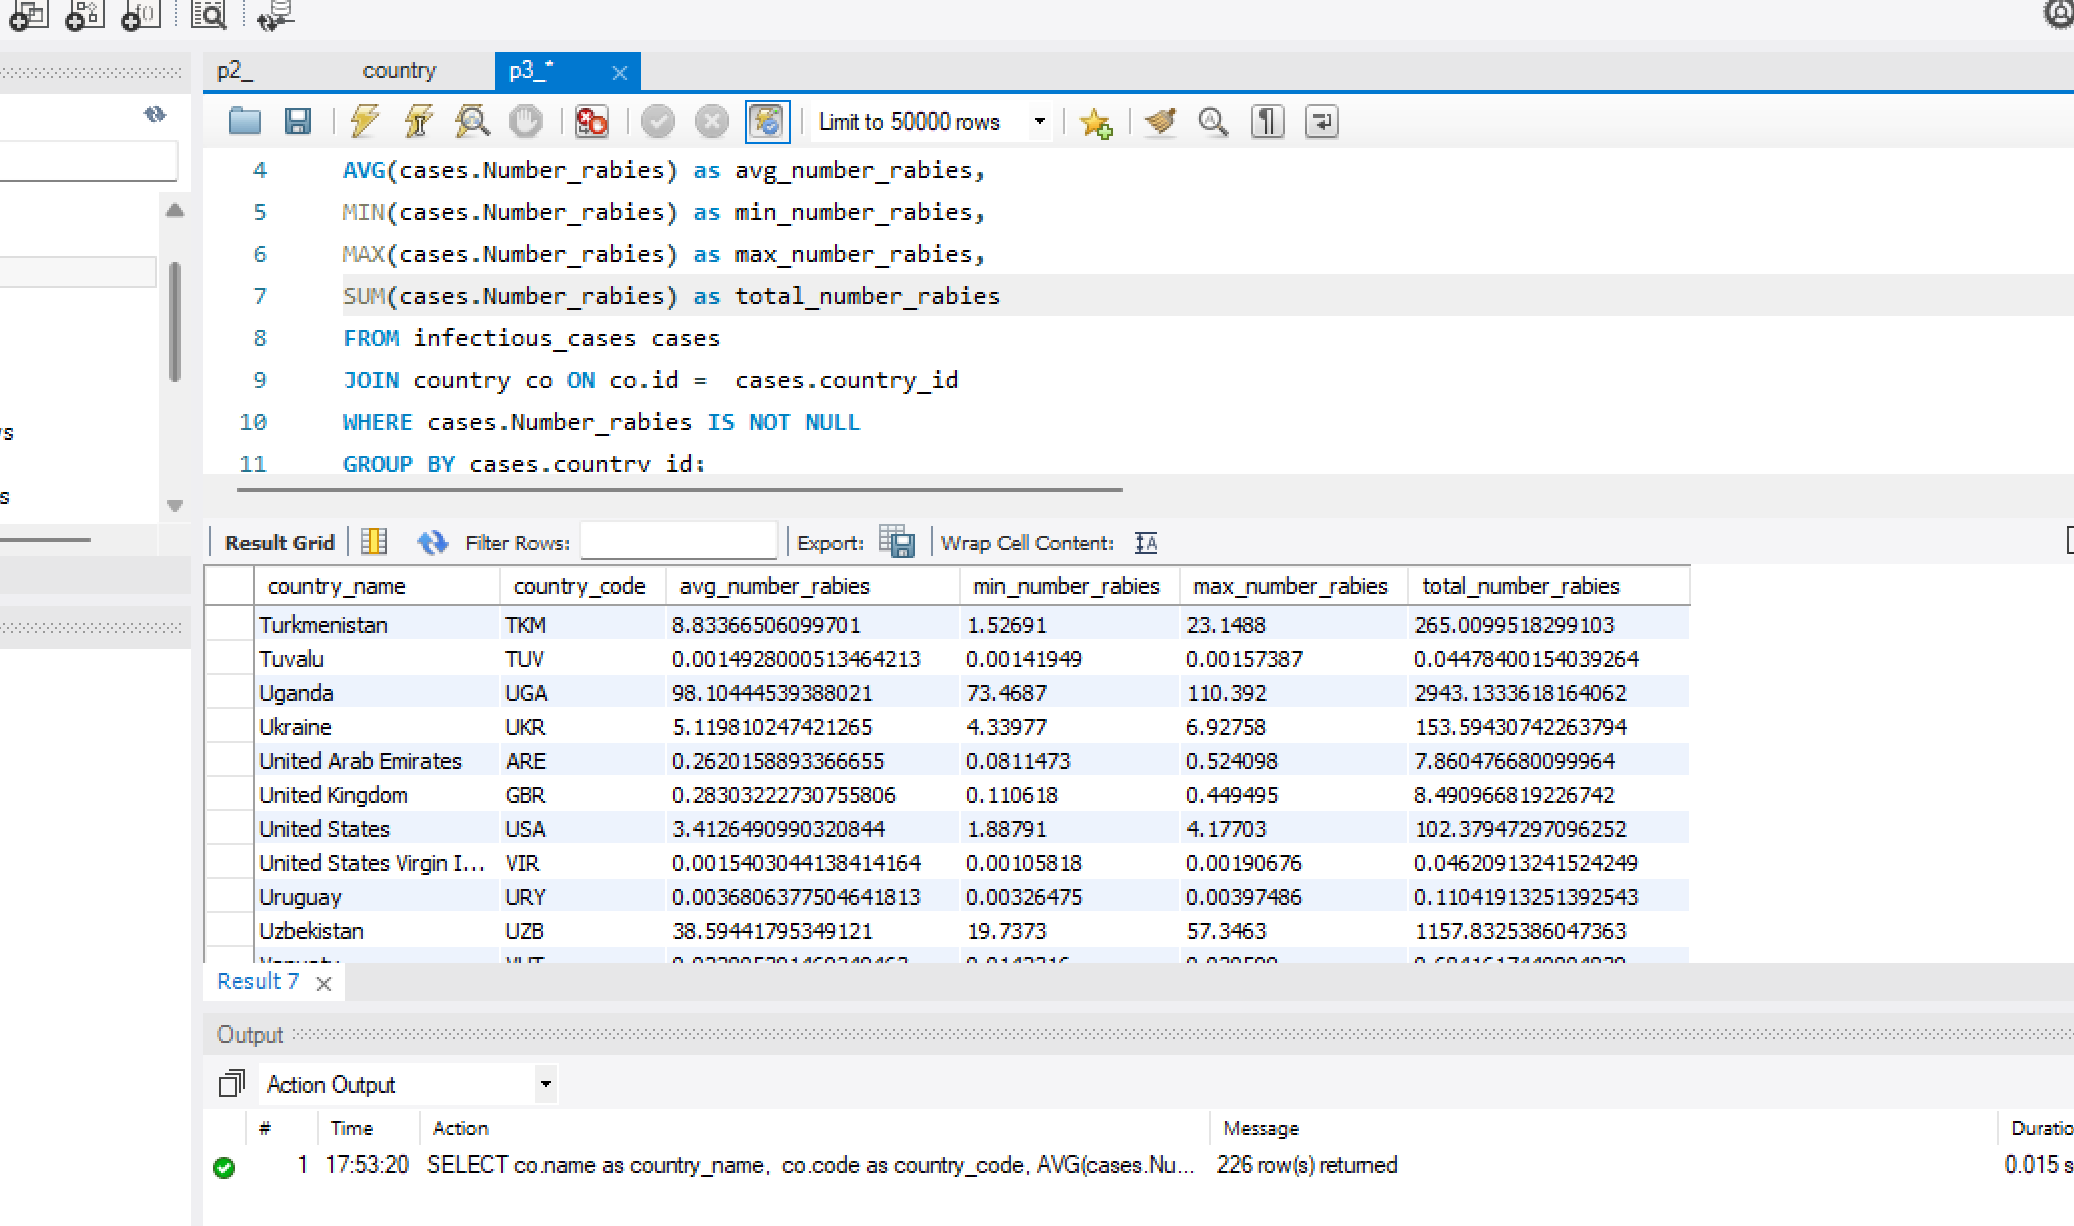 f()
p2_ country p3_*
Limit to 50000 rows
4 AVG(cases.Number_rabies) as avg_number_rabies,
5 MIN(cases.Number_rabies) as min_number_rabies,
6 MAX(cases.Number_rabies) as max_number_rabies,
7 SUM(cases.Number_rabies) as total_number_rabies
8 FROM infectious_cases cases
9 JOIN country co ON co.id =  cases.country_id
10 WHERE cases.Number_rabies IS NOT NULL
11 GROUP BY cases.country_id;
s
Result Grid Filter Rows: Export: Wrap Cell Content:
country_name country_code avg_number_rabies min_number_rabies max_number_rabies total_number_rabies
Turkmenistan TKM 8.83366506099701 1.52691 23.1488 265.0099518299103
Tuvalu TUV 0.0014928000513464213 0.00141949 0.00157387 0.04478400154039264
Uganda UGA 98.10444539388021 73.4687 110.392 2943.1333618164062
Ukraine UKR 5.119810247421265 4.33977 6.92758 153.59430742263794
United Arab Emirates ARE 0.2620158893366655 0.0811473 0.524098 7.860476680099964
United Kingdom GBR 0.28303222730755806 0.110618 0.449495 8.490966819226742
United States USA 3.4126490990320844 1.88791 4.17703 102.37947297096252
United States Virgin I... VIR 0.0015403044138414164 0.00105818 0.00190676 0.04620913241524249
Uruguay URY 0.0036806377504641813 0.00326475 0.00397486 0.11041913251392543
Uzbekistan UZB 38.59441795349121 19.7373 57.3463 1157.8325386047363
Result 7
Output
Action Output
# Time Action Message Duratio
1 17:53:20 SELECT co.name as country_name,  co.code as country_code, AVG(cases.Nu... 226 row(s) returned 0.015 s